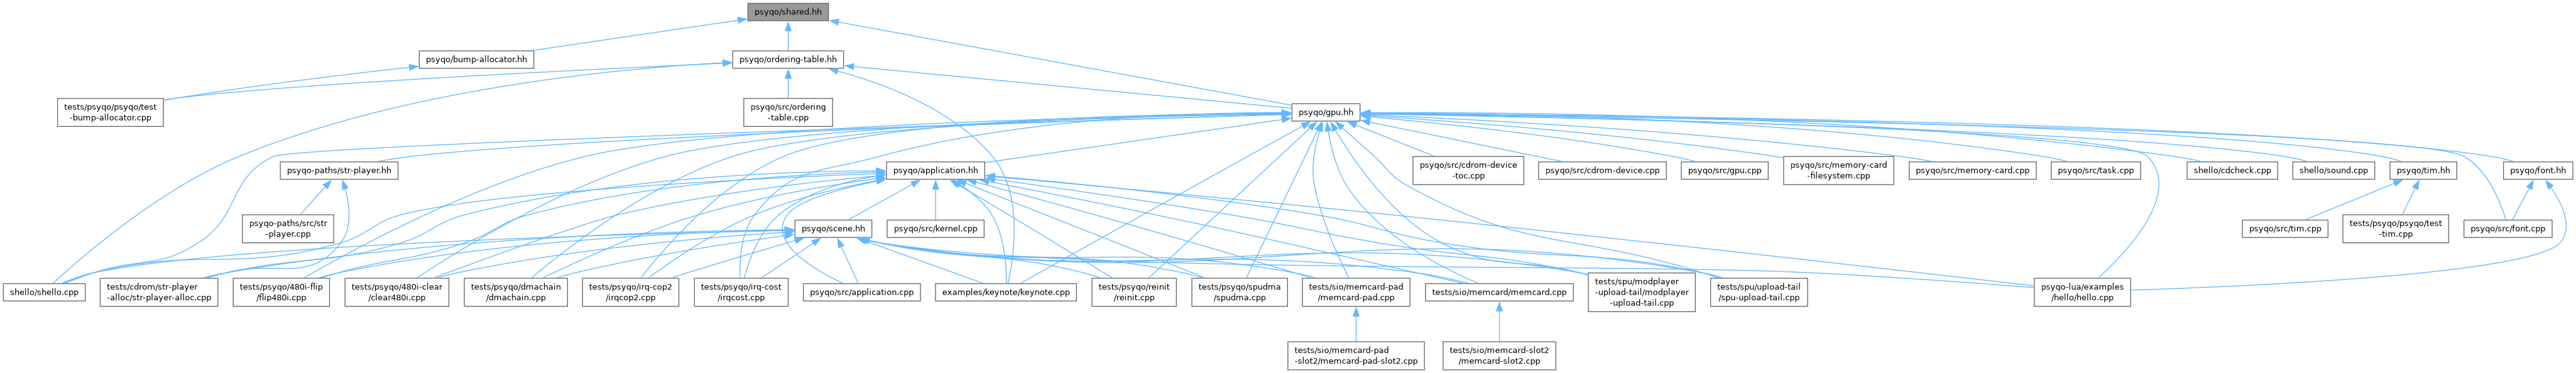 psyqo/shared.hh
psyqo/bump-allocator.hh
psyqo/ordering-table.hh
tests/psyqo/psyqo/test
-bump-allocator.cpp
psyqo/src/ordering
-table.cpp
psyqo/gpu.hh
psyqo-paths/str-player.hh
psyqo/application.hh
psyqo/src/cdrom-device
-toc.cpp
psyqo/src/cdrom-device.cpp
psyqo/src/gpu.cpp
psyqo/src/memory-card
-filesystem.cpp
psyqo/src/memory-card.cpp
psyqo/src/task.cpp
shello/cdcheck.cpp
shello/sound.cpp
psyqo/tim.hh
psyqo/font.hh
psyqo-paths/src/str
-player.cpp
psyqo/scene.hh
psyqo/src/kernel.cpp
psyqo/src/tim.cpp
tests/psyqo/psyqo/test
-tim.cpp
psyqo/src/font.cpp
shello/shello.cpp
tests/cdrom/str-player
-alloc/str-player-alloc.cpp
tests/psyqo/480i-flip
/flip480i.cpp
tests/psyqo/480i-clear
/clear480i.cpp
tests/psyqo/dmachain
/dmachain.cpp
tests/psyqo/irq-cop2
/irqcop2.cpp
tests/psyqo/irq-cost
/irqcost.cpp
psyqo/src/application.cpp
examples/keynote/keynote.cpp
tests/psyqo/reinit
/reinit.cpp
tests/psyqo/spudma
/spudma.cpp
tests/sio/memcard-pad
/memcard-pad.cpp
tests/sio/memcard/memcard.cpp
tests/spu/modplayer
-upload-tail/modplayer
-upload-tail.cpp
tests/spu/upload-tail
/spu-upload-tail.cpp
psyqo-lua/examples
/hello/hello.cpp
tests/sio/memcard-pad
-slot2/memcard-pad-slot2.cpp
tests/sio/memcard-slot2
/memcard-slot2.cpp